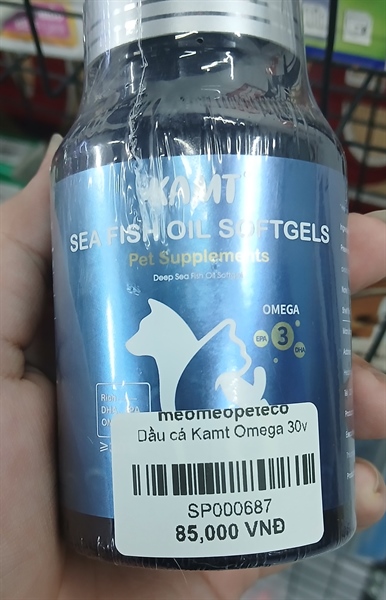 KAMT
SEA FISH OIL SOFTGELS
Pet Supplements
Deep Sea Fish Oil Softgels
OMEGA
EPA 3 DHA
meomeopeteco
Dầu cá Kamt Omega 30v
SP000687
85,000 VNĐ